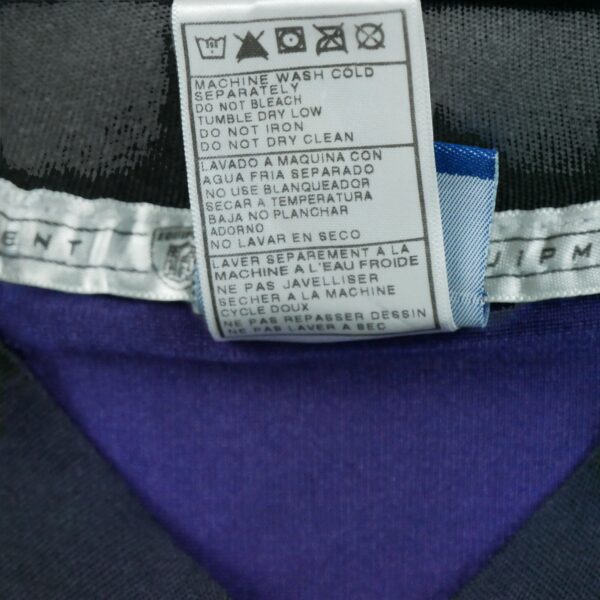 MACHINE WASH COLD
SEPARATELY
DO NOT BLEACH
TUMBLE DRY LOW
DO NOT IRON
DO NOT DRY CLEAN
LAVADO A MAQUINA CON
AGUA FRIA SEPARADO
NO USE BLANQUEADOR
SECAR A TEMPERATURA
BAJA NO PLANCHAR
ADORNO
NO LAVAR EN SECO
LAVER SEPAREMENT A LA
MACHINE A L'EAU FROIDE
NE PAS JAVELLISER
SECHER A LA MACHINE
CYCLE DOUX
NE PAS REPASSER DESSIN
NE PAS LAVER A SEC
ENT
UIPM